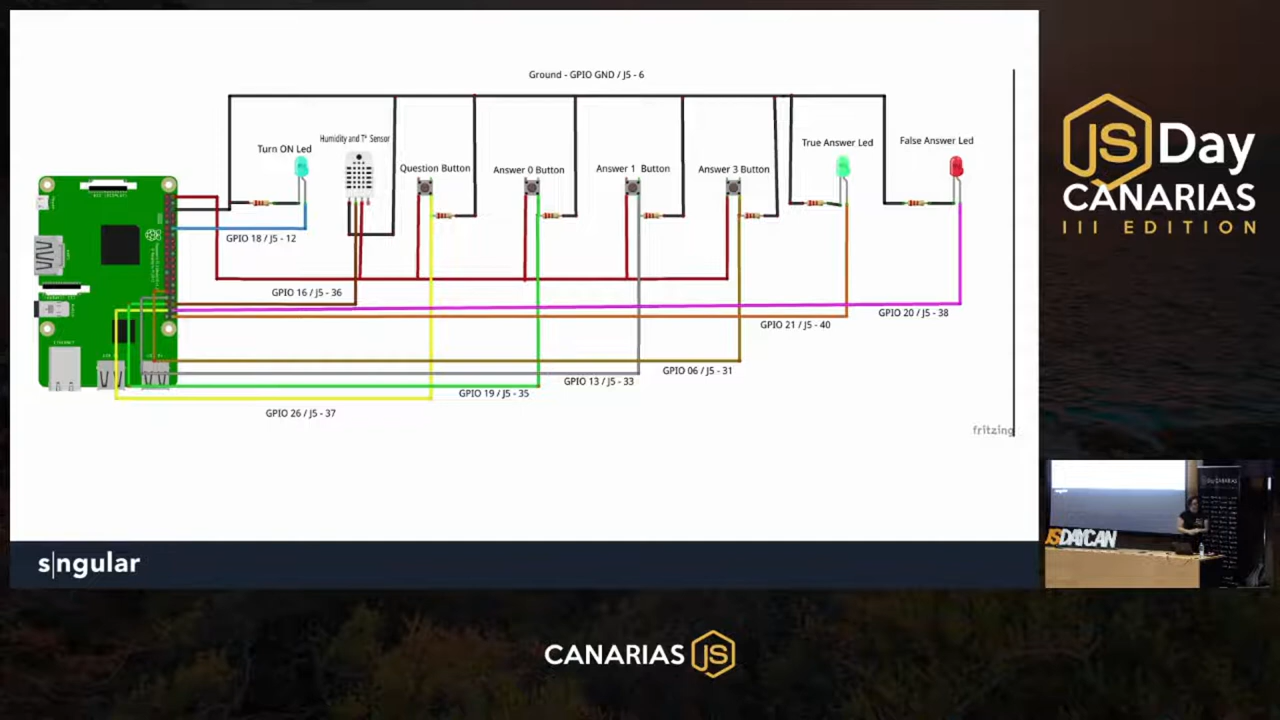 Ground - GPIO GND / J5 - 6
Turn ON Led
Humidity and Tª Sensor
Question Button
Answer 0 Button
Answer 1 Button
Answer 3 Button
True Answer Led
False Answer Led
GPIO 18 / J5 - 12
GPIO 16 / J5 - 36
GPIO 20 / J5 - 38
GPIO 21 / J5 - 40
GPIO 06 / J5 - 31
GPIO 13 / J5 - 33
GPIO 19 / J5 - 35
GPIO 26 / J5 - 37
fritzing
s|ngular
JS Day
CANARIAS
III EDITION
JSDAYCAN
CANARIAS JS